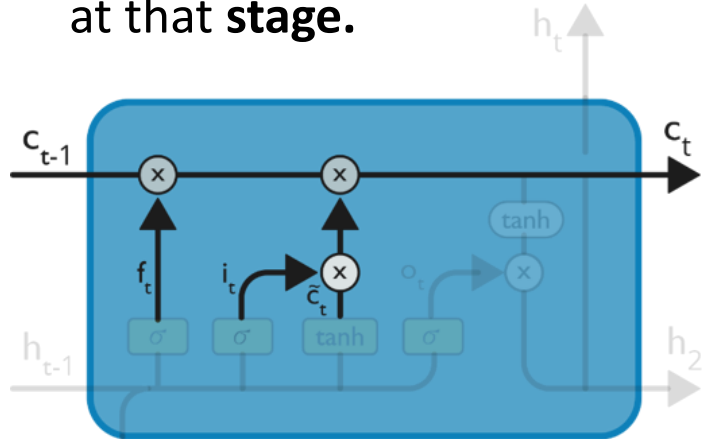 at that stage.
h_t
c_t-1
c_t
x
x
tanh
f_t
i_t
x
o_t
x
c̃_t
h_t-1
σ
σ
tanh
σ
h_2